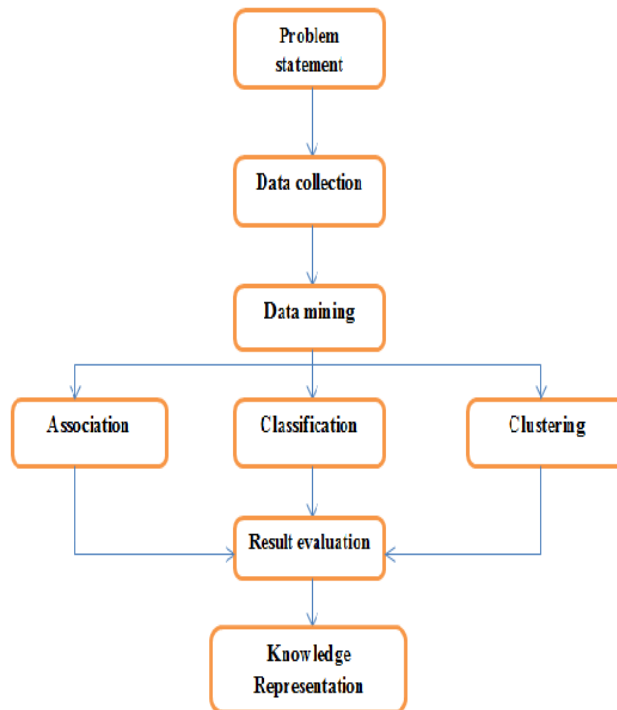 Problem
statement
Data collection
Data mining
Association
Classification
Clustering
Result evaluation
Knowledge
Representation